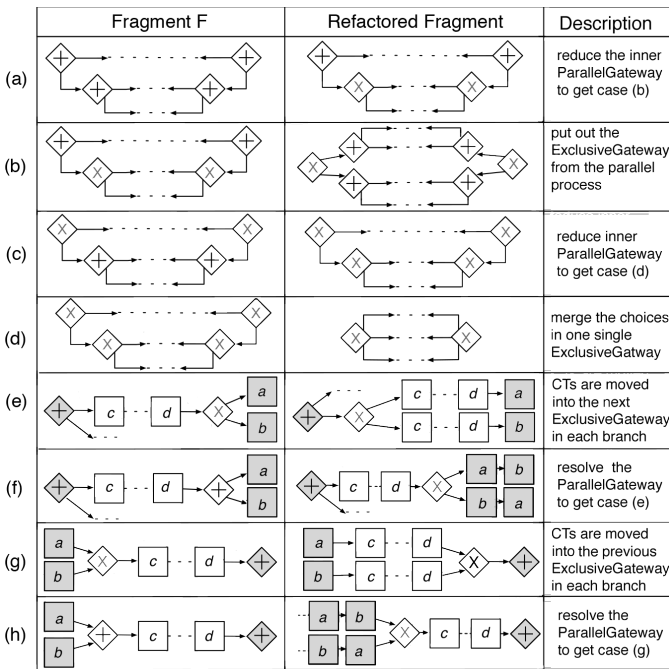 Fragment F
Refactored Fragment
Description
(a)
reduce the inner
ParallelGateway
to get case (b)
(b)
put out the
ExclusiveGateway
from the parallel
process
(c)
reduce inner
ParallelGateway
to get case (d)
(d)
merge the choices
in one single
ExclusiveGatway
(e)
c
d
X
a
b
X
c
d
a
c
d
b
CTs are moved
into the next
ExclusiveGateway
in each branch
(f)
c
d
a
b
c
d
X
a
b
b
a
resolve the
ParallelGateway
to get case (e)
(g)
a
b
X
c
d
a
c
d
b
c
d
X
CTs are moved
into the previous
ExclusiveGateway
in each branch
(h)
a
b
c
d
a
b
b
a
X
c
d
resolve the
ParallelGateway
to get case (g)